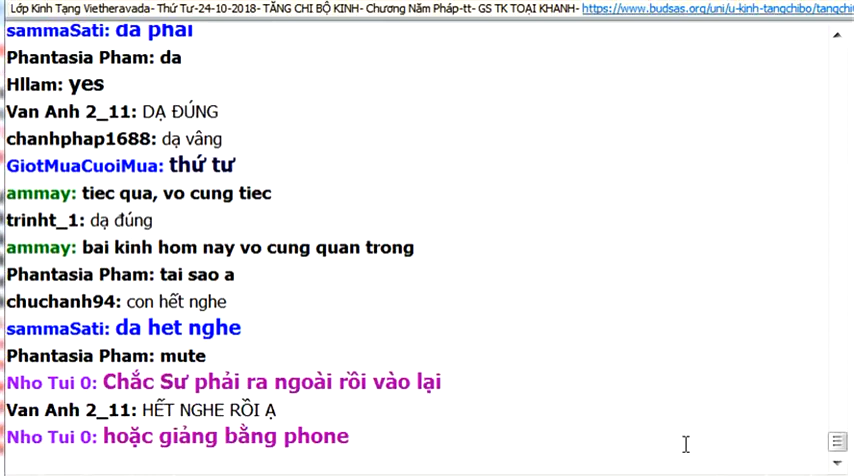 Lớp Kinh Tạng Vietheravada- Thứ Tư-24-10-2018- TĂNG CHI BỘ KINH- Chương Năm Pháp-tt- GS TK TOẠI KHANH- https://www.budsas.org/uni/u-kinh-tangchibo/tangchi
sammaSati: da phai
Phantasia Pham: da
Hllam: yes
Van Anh 2_11: DẠ ĐÚNG
chanhphap1688: dạ vâng
GiotMuaCuoiMua: thứ tư
ammay: tiec qua, vo cung tiec
trinht_1: dạ đúng
ammay: bai kinh hom nay vo cung quan trong
Phantasia Pham: tai sao a
chuchanh94: con hết nghe
sammaSati: da het nghe
Phantasia Pham: mute
Nho Tui 0: Chắc Sư phải ra ngoài rồi vào lại
Van Anh 2_11: HẾT NGHE RỒI Ạ
Nho Tui 0: hoặc giảng bằng phone